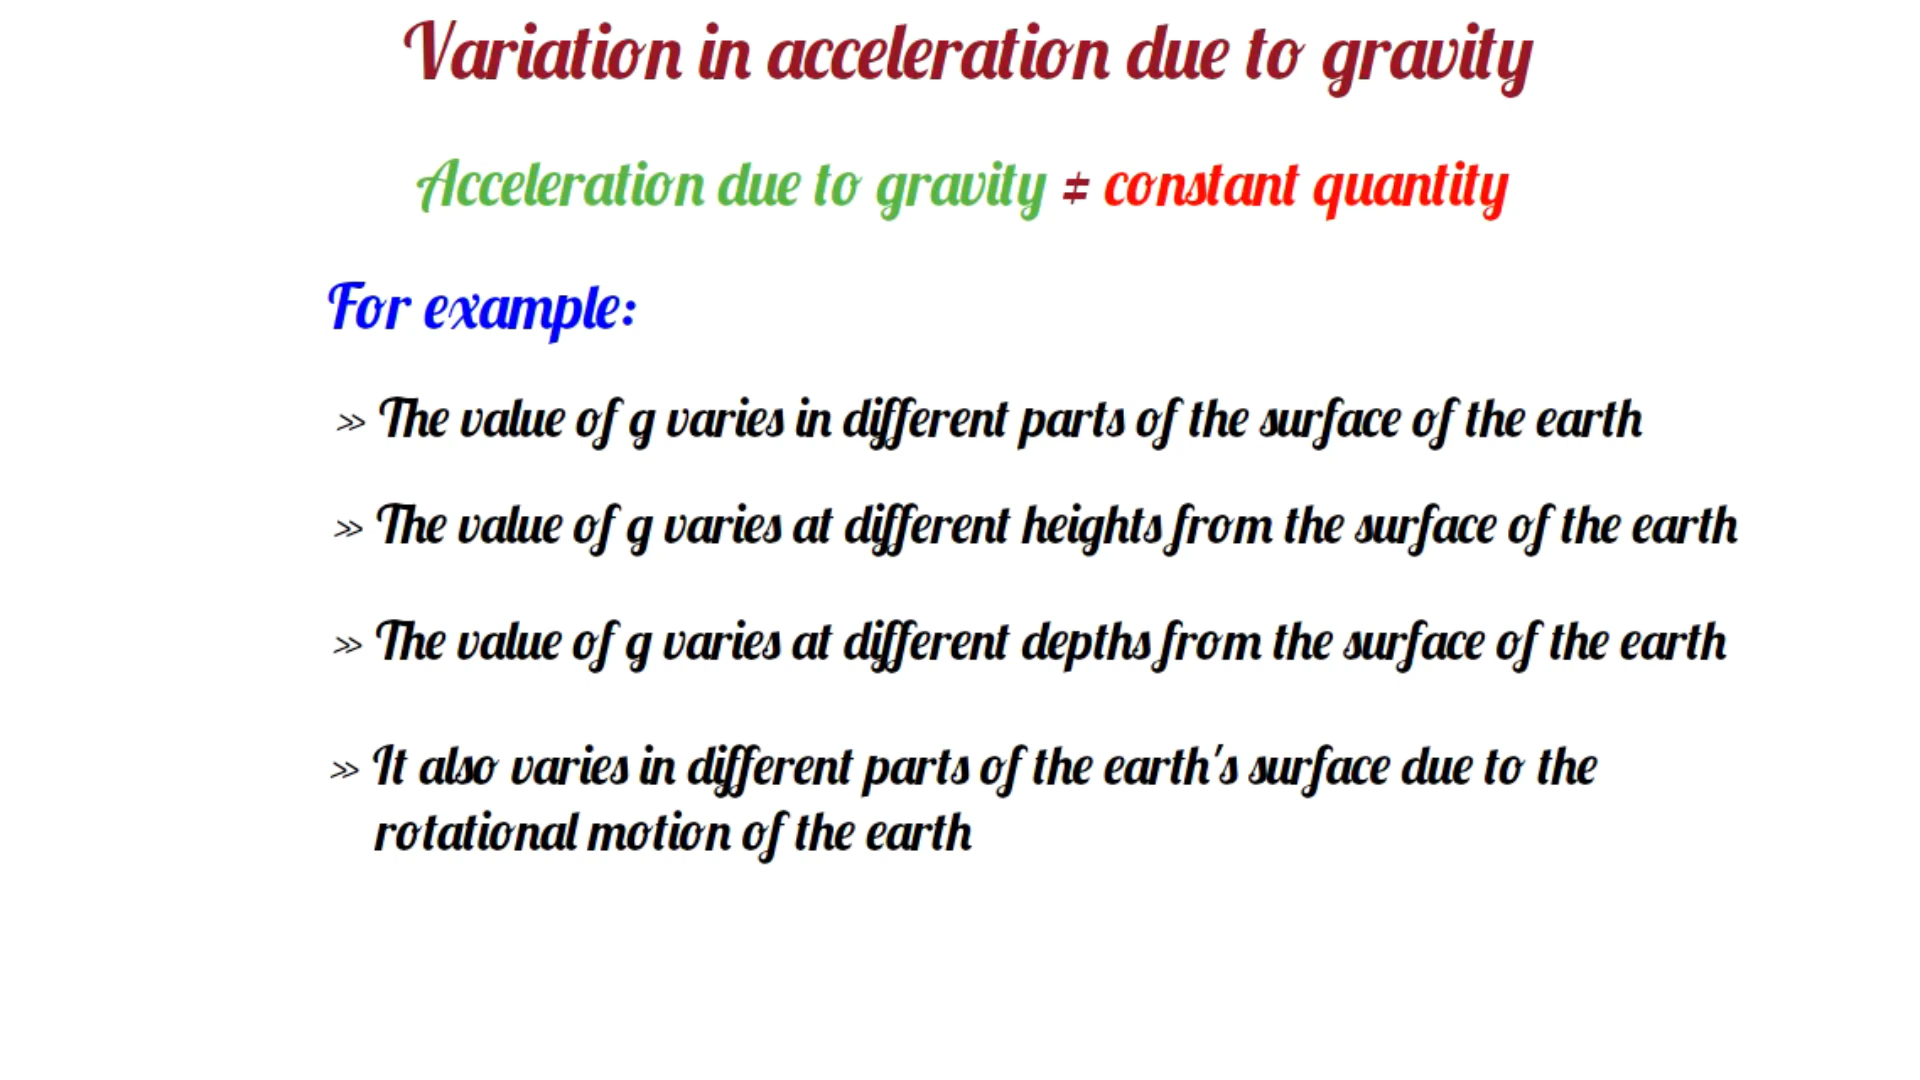 Variation in acceleration due to gravity
Acceleration due to gravity ≠ constant quantity
For example:
» The value of g varies in different parts of the surface of the earth
» The value of g varies at different heights from the surface of the earth
» The value of g varies at different depths from the surface of the earth
» It also varies in different parts of the earth's surface due to the
rotational motion of the earth